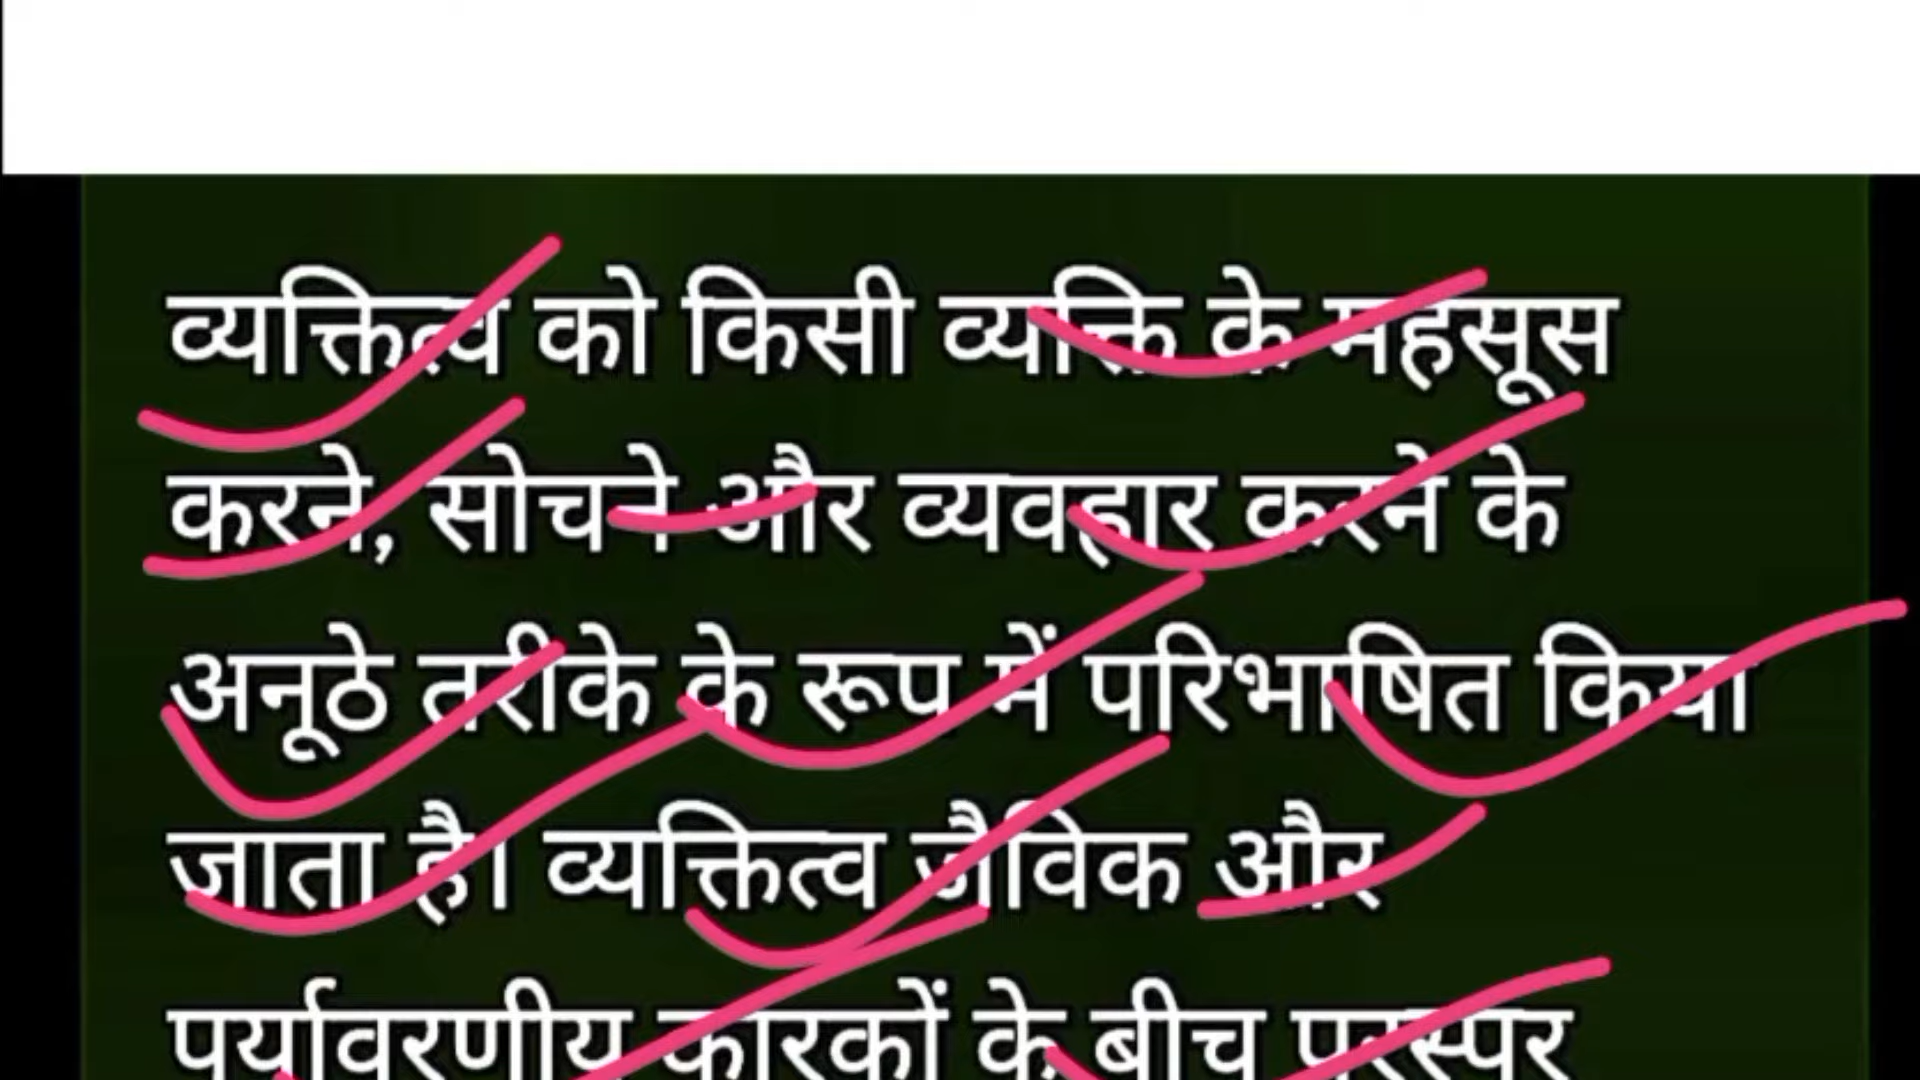 व्यक्तित्व को किसी व्यक्ति के महसूस
करने, सोचने और व्यवहार करने के
अनूठे तरीके के रूप में परिभाषित किया
जाता है। व्यक्तित्व जैविक और
पर्यावरणीय कारकों के बीच परस्पर